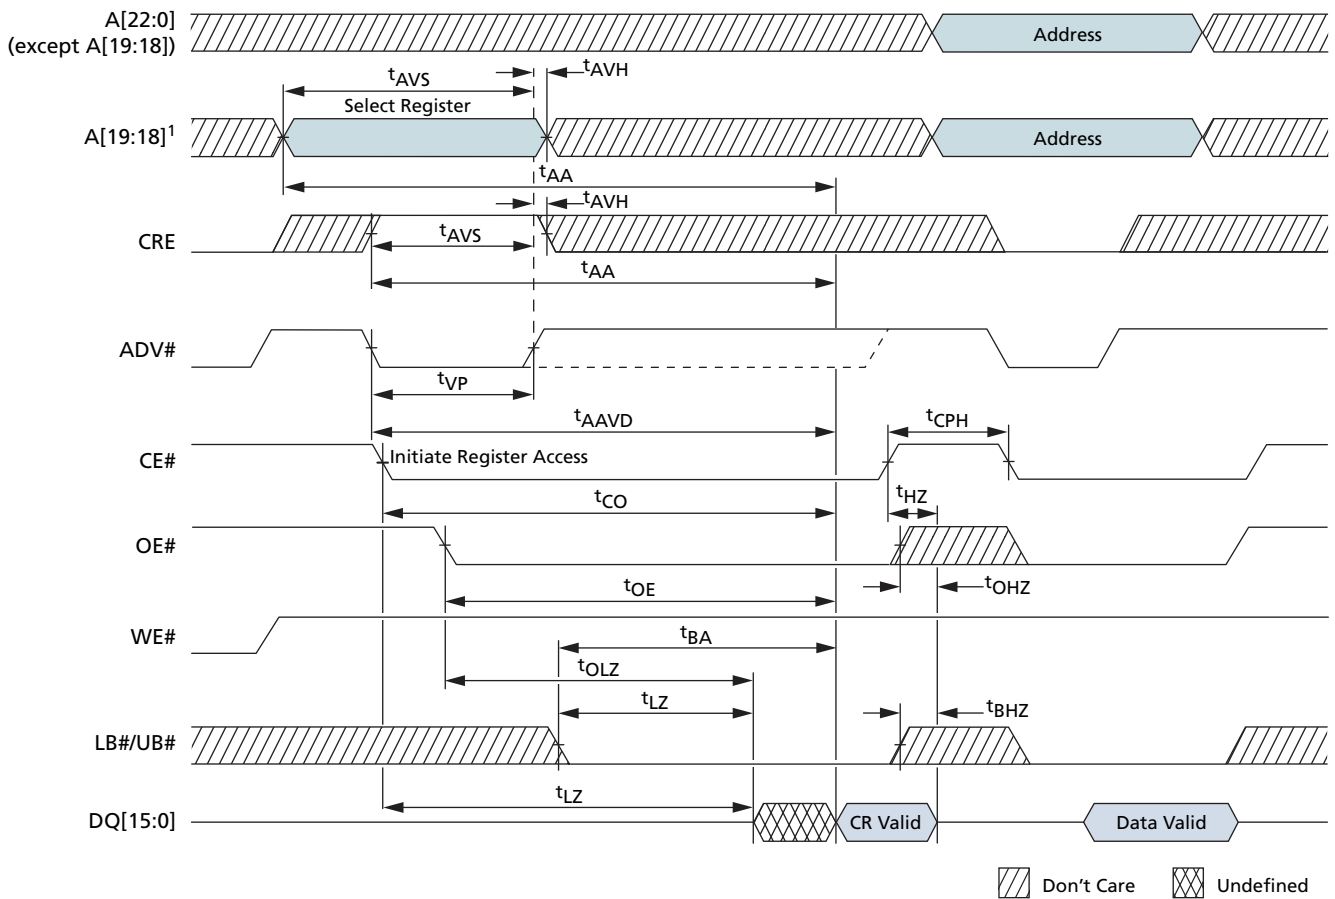 A[22:0]
(except A[19:18])
Address
tAVS
tAVH
Select Register
A[19:18]1
Address
tAA
tAVH
CRE
tAVS
tAA
ADV#
tVP
tAAVD
tCPH
CE#
Initiate Register Access
tCO
tHZ
OE#
tOE
tOHZ
WE#
tBA
tOLZ
tLZ
tBHZ
LB#/UB#
tLZ
DQ[15:0]
CR Valid
Data Valid
Don't Care
Undefined